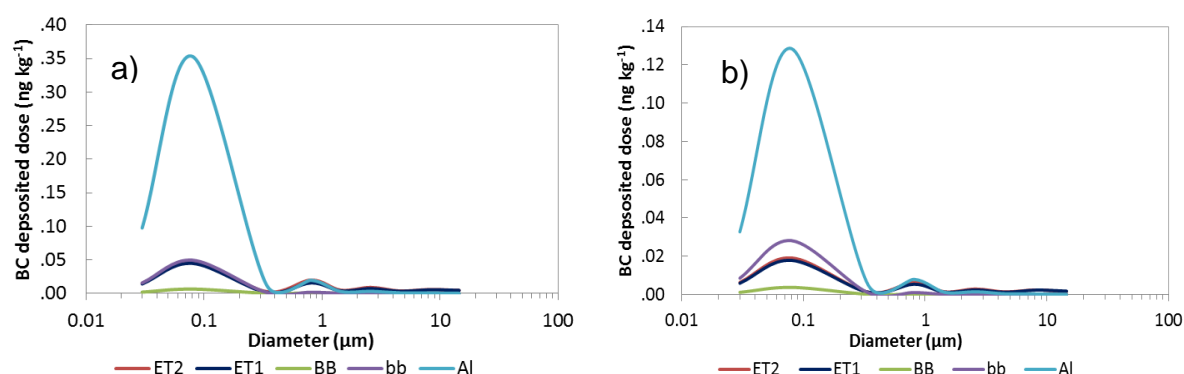 a)
BC depsosited dose (ng kg-1)
.40
.35
.30
.25
.20
.15
.10
.05
.00
0.01 0.1 1 10 100
Diameter (µm)
ET2 ET1 BB bb Al
b)
BC depsosited dose (ng kg-1)
.14
.12
.10
.08
.06
.04
.02
.00
0.01 0.1 1 10 100
Diameter (µm)
ET2 ET1 BB bb Al